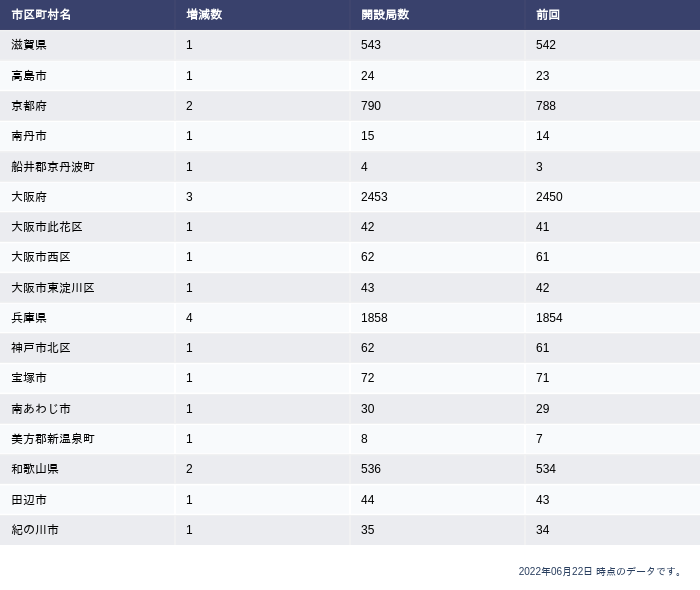 市区町村名 増減数 開設局数 前回
滋賀県 1 543 542
高島市 1 24 23
京都府 2 790 788
南丹市 1 15 14
船井郡京丹波町 1 4 3
大阪府 3 2453 2450
大阪市此花区 1 42 41
大阪市西区 1 62 61
大阪市東淀川区 1 43 42
兵庫県 4 1858 1854
神戸市北区 1 62 61
宝塚市 1 72 71
南あわじ市 1 30 29
美方郡新温泉町 1 8 7
和歌山県 2 536 534
田辺市 1 44 43
紀の川市 1 35 34
2022年06月22日 時点のデータです。